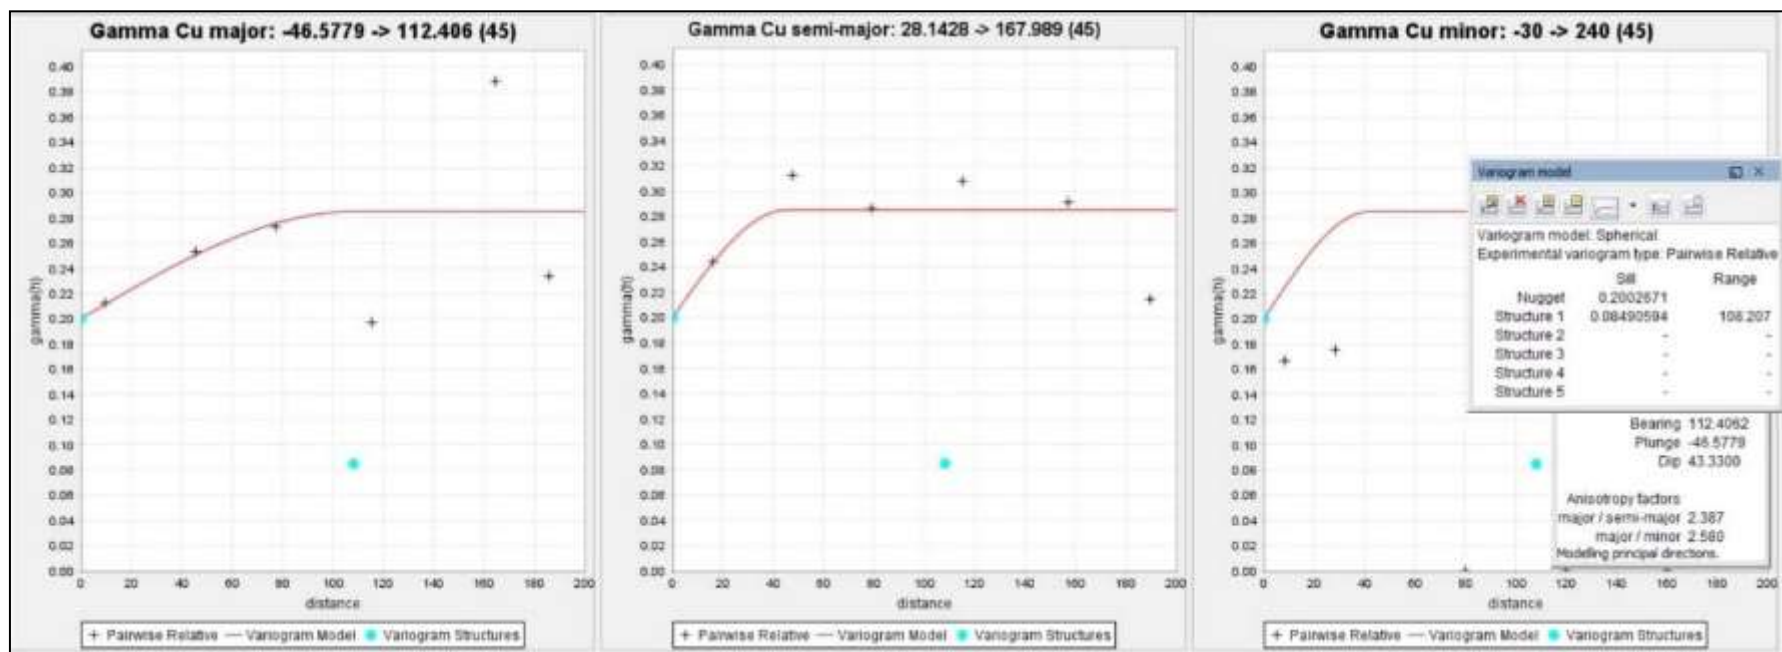 Gamma Cu major: -46.5779 -> 112.406 (45)
0.40
0.38
0.36
0.34
0.32
0.30
0.28
0.26
0.24
0.22
0.20
0.18
0.16
0.14
0.12
0.10
0.08
0.06
0.04
0.02
0.00
gamma(h)
0 20 40 60 80 100 120 140 160 180 200
distance
+ Pairwise Relative — Variogram Model ● Variogram Structures
Gamma Cu semi-major: 28.1428 -> 167.989 (45)
0.40
0.38
0.36
0.34
0.32
0.30
0.28
0.26
0.24
0.22
0.20
0.18
0.16
0.14
0.12
0.10
0.08
0.06
0.04
0.02
0.00
gamma(h)
0 20 40 60 80 100 120 140 160 180 200
distance
+ Pairwise Relative — Variogram Model ● Variogram Structures
Gamma Cu minor: -30 -> 240 (45)
0.40
0.38
0.36
0.34
0.32
0.30
0.28
0.26
0.24
0.22
0.20
0.18
0.16
0.14
0.12
0.10
0.08
0.06
0.04
0.02
0.00
gamma(h)
0 20 40 60 80 100 120 140 160 180 200
distance
+ Pairwise Relative — Variogram Model ● Variogram Structures
Variogram model
Variogram model: Spherical
Experimental variogram type: Pairwise Relative
Sill Range
Nugget 0.2002671
Structure 1 0.08490594 108.207
Structure 2 - -
Structure 3 - -
Structure 4 - -
Structure 5 - -
Bearing 112.4062
Plunge -46.5779
Dip 43.3300
Anisotropy factors
major / semi-major 2.387
major / minor 2.580
Modelling principal directions.